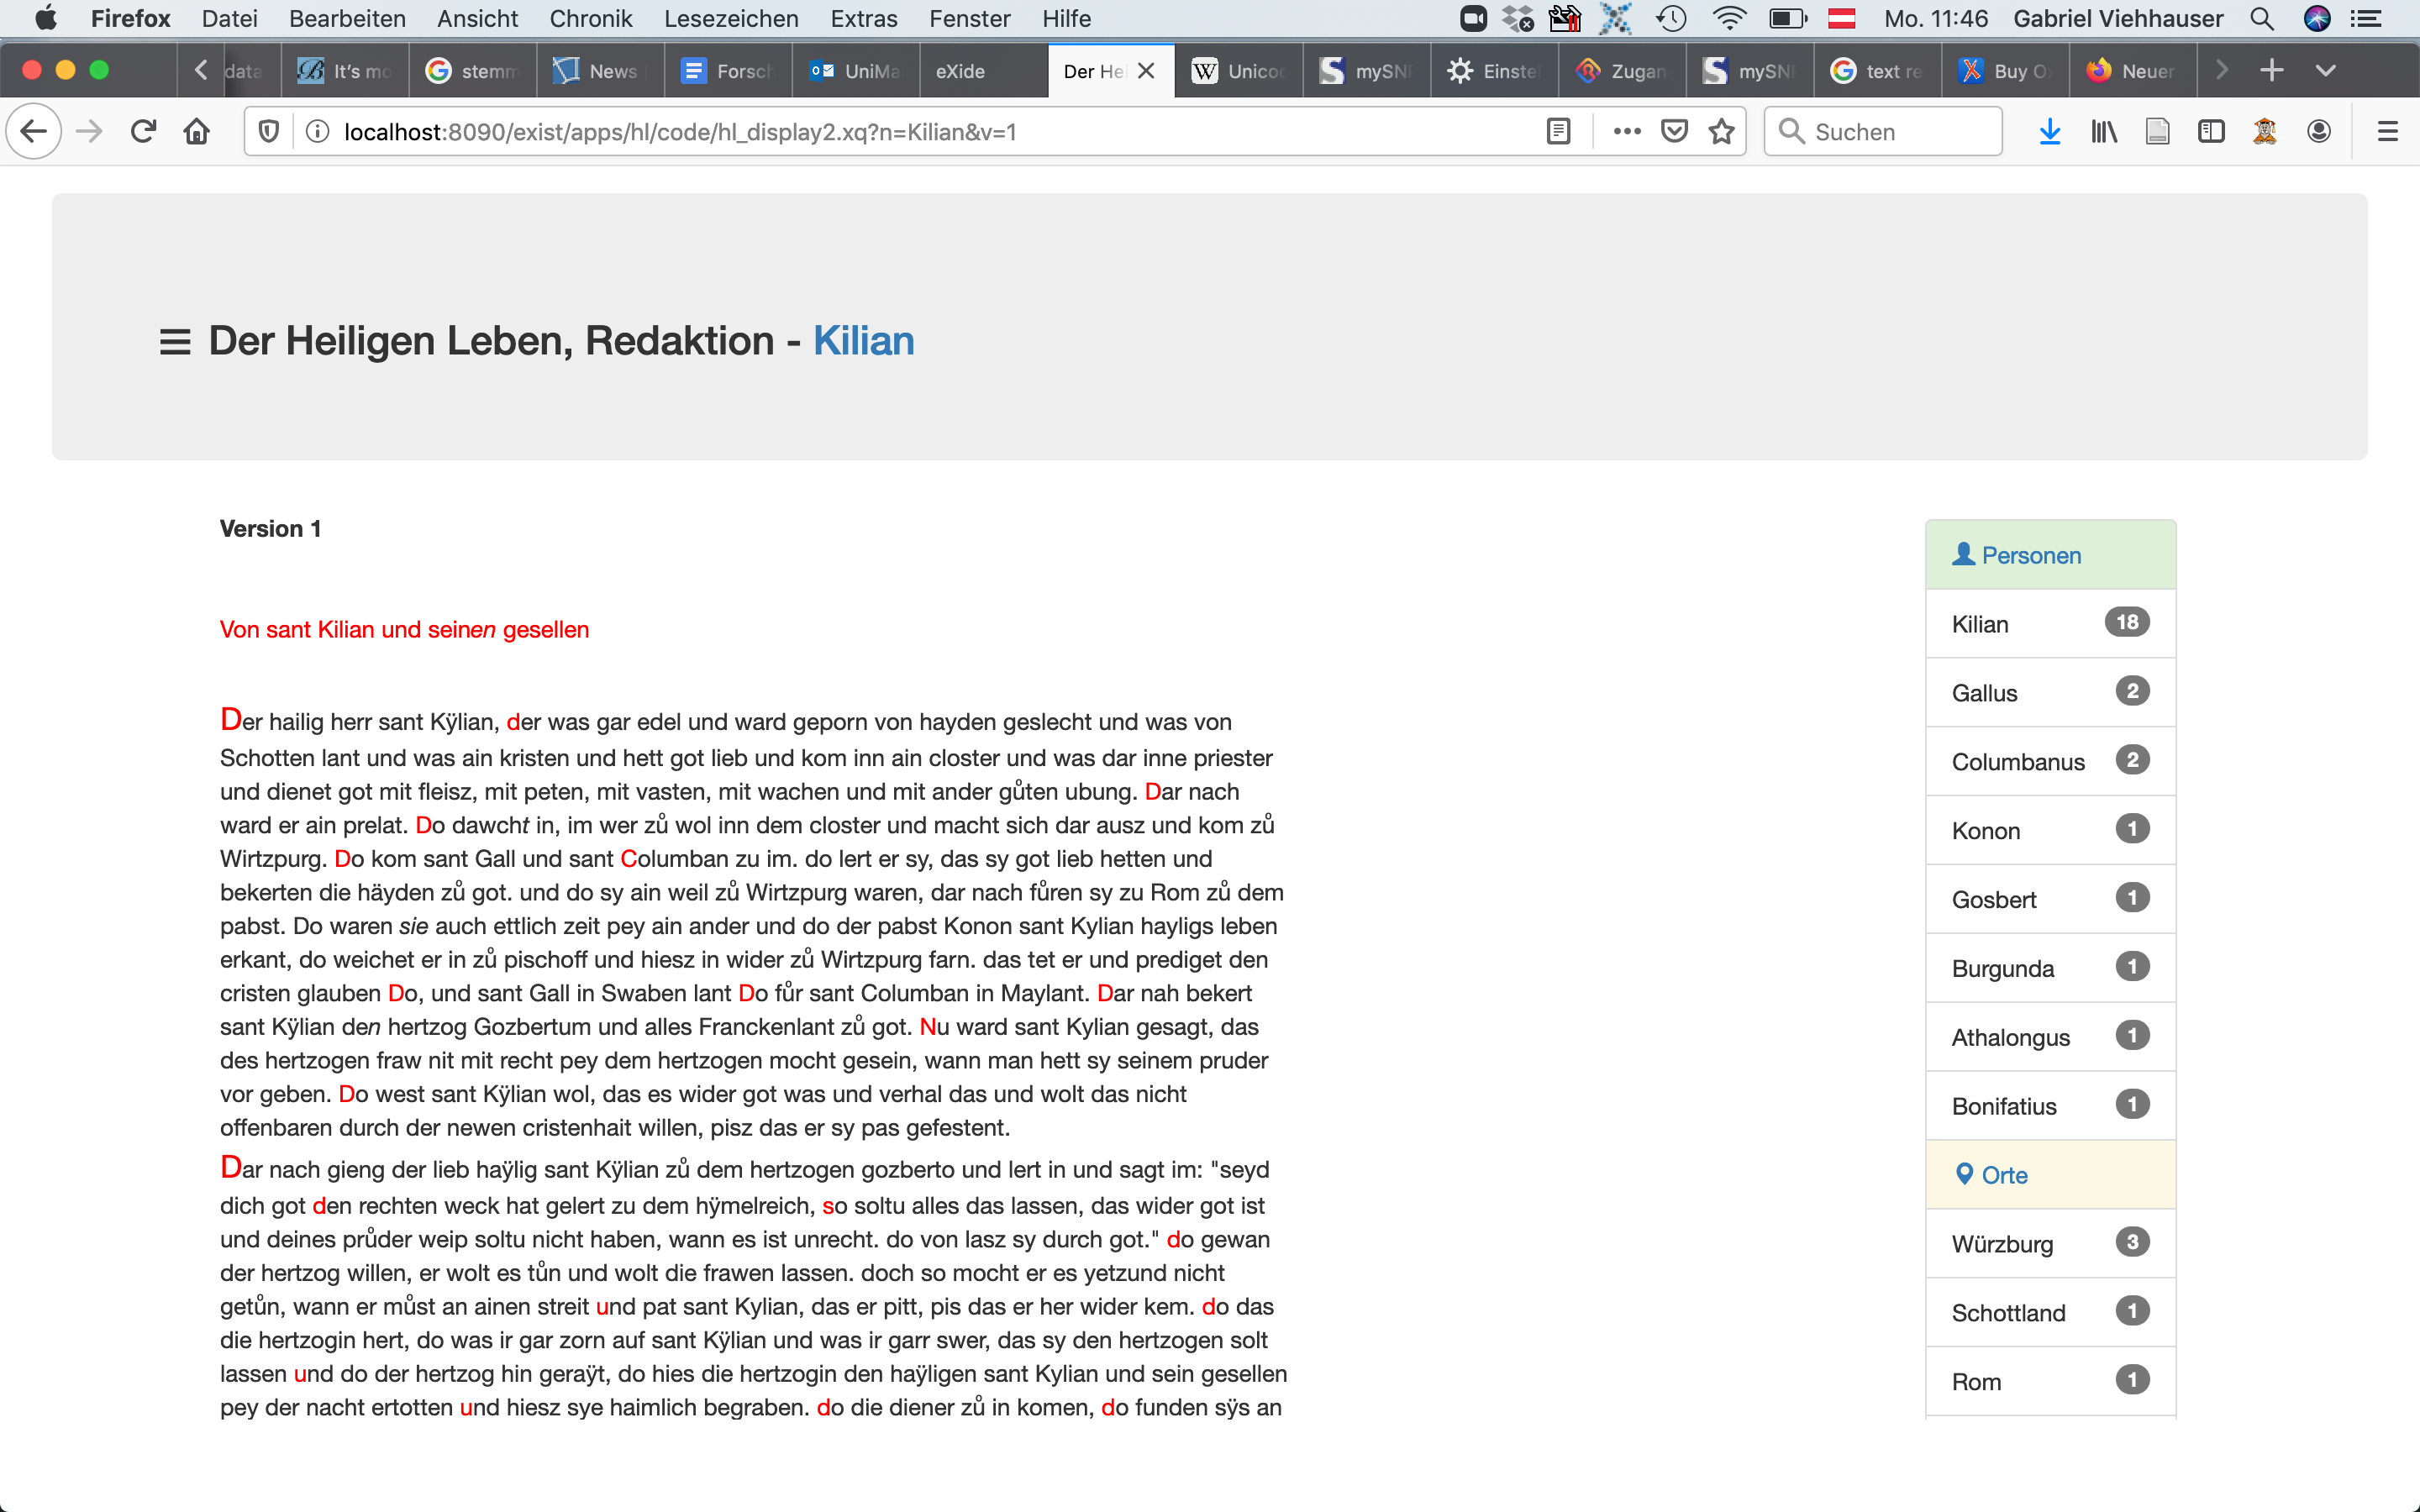 Firefox Datei Bearbeiten Ansicht Chronik Lesezeichen Extras Fenster Hilfe Mo. 11:46 Gabriel Viehhauser
data It's mo stemm News Forsch UniMa eXide Der Hei Unico mySN Einste Zugan mySN text re Buy O Neuer
localhost:8090/exist/apps/hl/code/hl_display2.xq?n=Kilian&v=1 Suchen
Der Heiligen Leben, Redaktion - Kilian
Version 1
Von sant Kilian und seinen gesellen
Der hailig herr sant Kÿlian, der was gar edel und ward geporn von hayden geslecht und was von
Schotten lant und was ain kristen und hett got lieb und kom inn ain closter und was dar inne priester
und dienet got mit fleisz, mit peten, mit vasten, mit wachen und mit ander gůten ubung. Dar nach
ward er ain prelat. Do dawcht in, im wer zů wol inn dem closter und macht sich dar ausz und kom zů
Wirtzpurg. Do kom sant Gall und sant Columban zu im. do lert er sy, das sy got lieb hetten und
bekerten die häyden zů got. und do sy ain weil zů Wirtzpurg waren, dar nach fůren sy zu Rom zů dem
pabst. Do waren sie auch ettlich zeit pey ain ander und do der pabst Konon sant Kylian hayligs leben
erkant, do weichet er in zů pischoff und hiesz in wider zů Wirtzpurg farn. das tet er und prediget den
cristen glauben Do, und sant Gall in Swaben lant Do fůr sant Columban in Maylant. Dar nah bekert
sant Kÿlian den hertzog Gozbertum und alles Franckenlant zů got. Nu ward sant Kylian gesagt, das
des hertzogen fraw nit mit recht pey dem hertzogen mocht gesein, wann man hett sy seinem pruder
vor geben. Do west sant Kÿlian wol, das es wider got was und verhal das und wolt das nicht
offenbaren durch der newen cristenhait willen, pisz das er sy pas gefestent.
Dar nach gieng der lieb haÿlig sant Kÿlian zů dem hertzogen gozberto und lert in und sagt im: "seyd
dich got den rechten weck hat gelert zu dem hÿmelreich, so soltu alles das lassen, das wider got ist
und deines průder weip soltu nicht haben, wann es ist unrecht. do von lasz sy durch got." do gewan
der hertzog willen, er wolt es tůn und wolt die frawen lassen. doch so mocht er es yetzund nicht
getůn, wann er můst an ainen streit und pat sant Kylian, das er pitt, pis das er her wider kem. do das
die hertzogin hert, do was ir gar zorn auf sant Kÿlian und was ir garr swer, das sy den hertzogen solt
lassen und do der hertzog hin geraÿt, do hies die hertzogin den haÿligen sant Kylian und sein gesellen
pey der nacht ertotten und hiesz sye haimlich begraben. do die diener zů in komen, do funden sÿs an
Personen
Kilian 18
Gallus 2
Columbanus 2
Konon 1
Gosbert 1
Burgunda 1
Athalongus 1
Bonifatius 1
Orte
Würzburg 3
Schottland 1
Rom 1